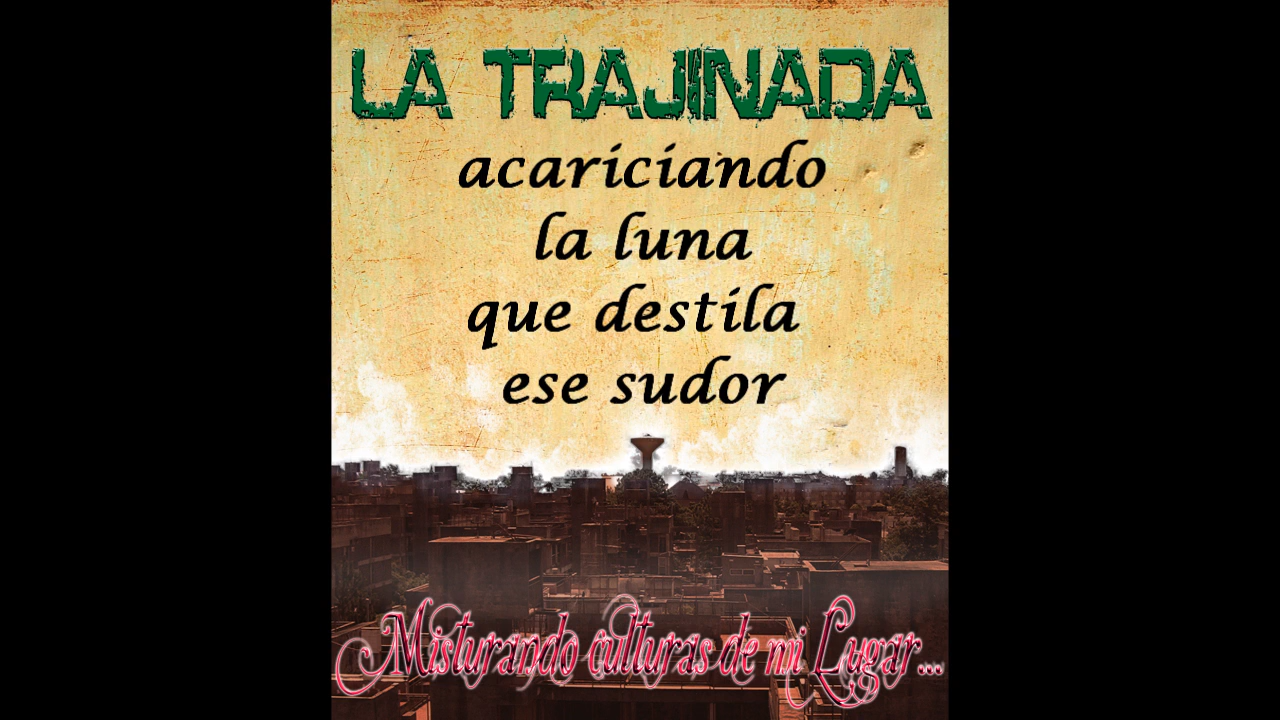 LA TRAJINADA
acariciando
la luna
que destila
ese sudor
Misturando culturas de mi Lugar...